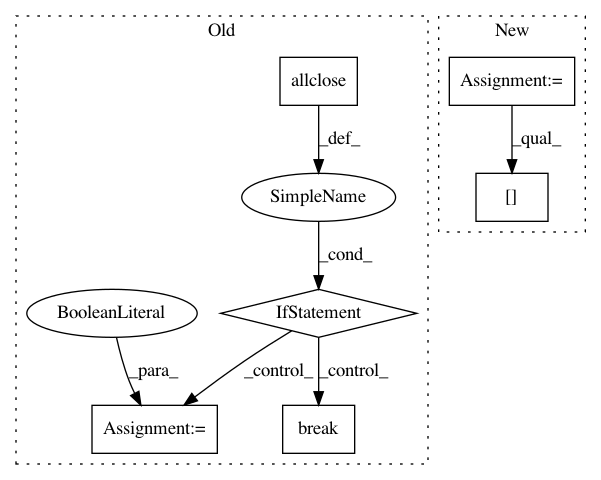 Old
New
allclose
Assignment:=
_def_
_qual_
SimpleName
[]
_cond_
BooleanLiteral
IfStatement
_para_
_control_
_control_
Assignment:=
break